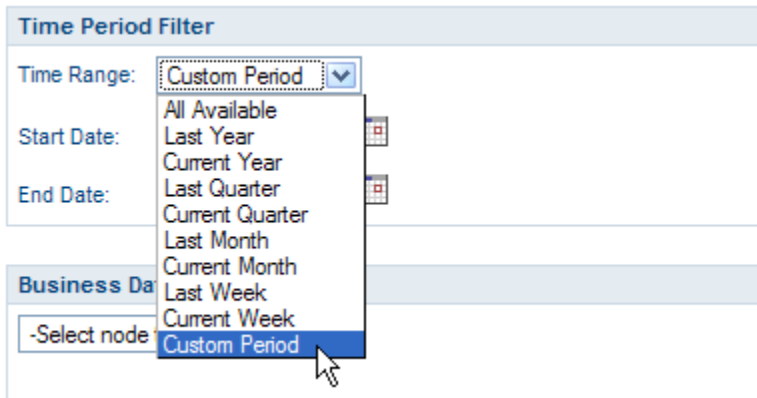 Time Period Filter
Time Range: Custom Period
All Available
Start Date: Last Year
Current Year
End Date: Last Quarter
Current Quarter
Last Month
Current Month
Business Da
Last Week
Current Week
-Select node
Custom Period